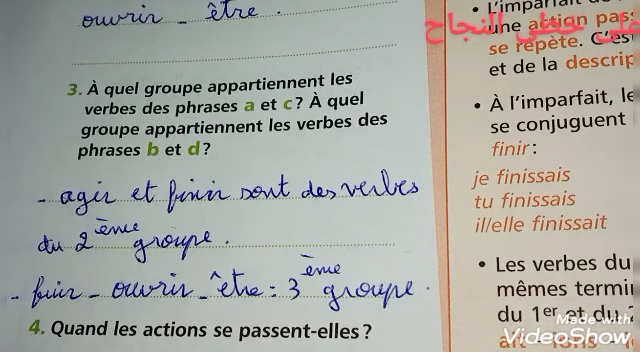 ouvrir - être.
3. À quel groupe appartiennent les
verbes des phrases a et c? À quel
groupe appartiennent les verbes des
phrases b et d?
- agir et finir sont des verbes
du 2ème groupe.
- fuir - ouvrir - être : 3ème groupe.
4. Quand les actions se passent-elles?
• L'imparfait
une action pas
se répète. C'es
et de la descrip
• À l'imparfait, le
se conjuguent
finir :
je finissais
tu finissais
il/elle finissait
• Les verbes du
mêmes termi
du 1er et du 2
النجاح
Made with
VideoShow